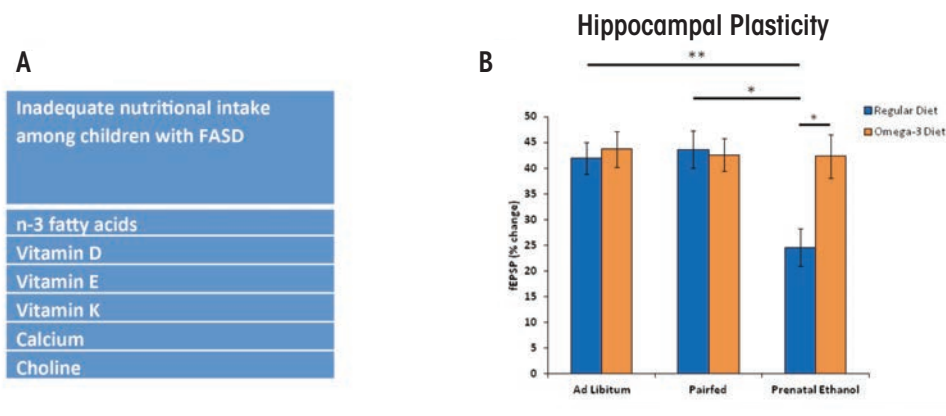 Hippocampal Plasticity
A
Inadequate nutritional intake
among children with FASD
n-3 fatty acids
Vitamin D
Vitamin E
Vitamin K
Calcium
Choline
B
**
*
*
Regular Diet
Omega-3 Diet
fEPSP (% change)
50
45
40
35
30
25
20
15
10
5
0
Ad Libitum
Pairfed
Prenatal Ethanol